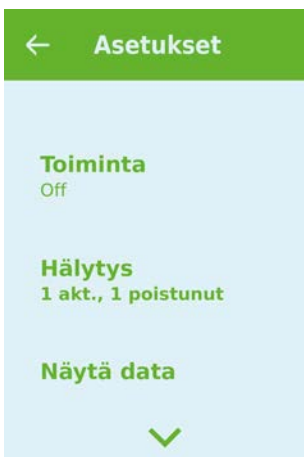 Asetukset
Toiminta
Off
Hälytys
1 akt., 1 poistunut
Näytä data